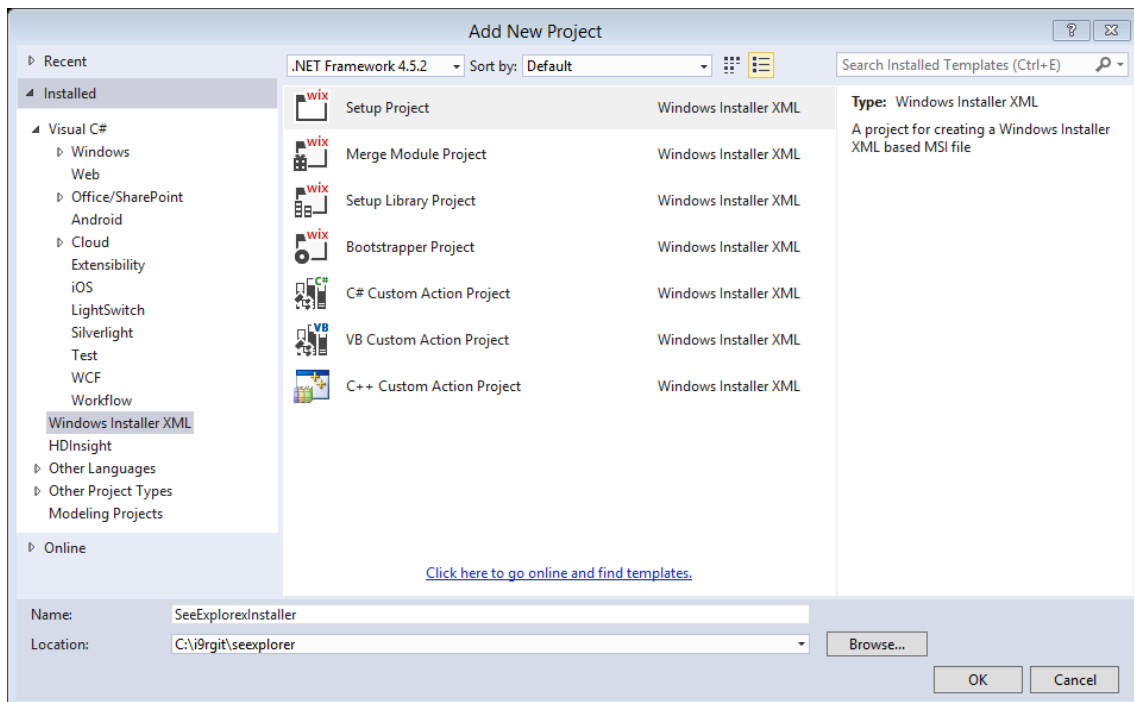 Add New Project
Recent
.NET Framework 4.5.2 Sort by: Default
Search Installed Templates (Ctrl+E)
Installed
Visual C#
Windows
Web
Office/SharePoint
Android
Cloud
Extensibility
iOS
LightSwitch
Silverlight
Test
WCF
Workflow
Windows Installer XML
HDInsight
Other Languages
Other Project Types
Modeling Projects
Online
wix Setup Project Windows Installer XML
wix Merge Module Project Windows Installer XML
wix Setup Library Project Windows Installer XML
wix Bootstrapper Project Windows Installer XML
C# C# Custom Action Project Windows Installer XML
VB VB Custom Action Project Windows Installer XML
C++ Custom Action Project Windows Installer XML
Click here to go online and find templates.
Type: Windows Installer XML
A project for creating a Windows Installer
XML based MSI file
Name: SeeExplorexInstaller
Location: C:\i9rgit\seexplorer
Browse...
OK Cancel